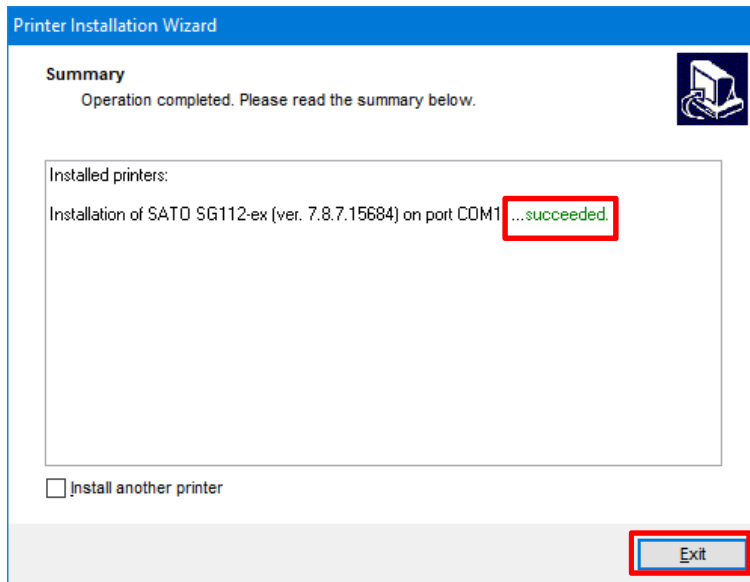 Printer Installation Wizard
Summary
Operation completed. Please read the summary below.
Installed printers:
Installation of SATO SG112-ex (ver. 7.8.7.15684) on port COM1 ...succeeded.
Install another printer
Exit